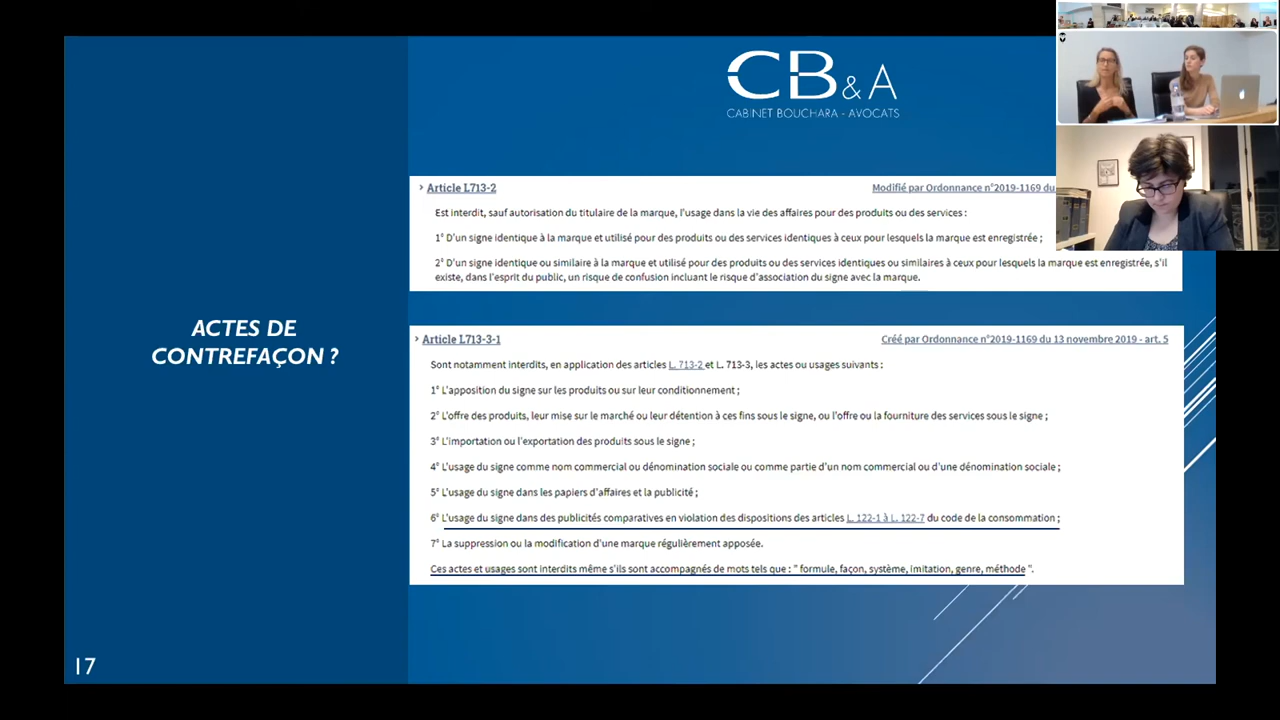 CB & A
CABINET BOUCHARA - AVOCATS
ACTES DE
CONTREFAÇON ?
> Article L713-2
Modifié par Ordonnance n°2019-1169 du
Est interdit, sauf autorisation du titulaire de la marque, l'usage dans la vie des affaires pour des produits ou des services :
1° D'un signe identique à la marque et utilisé pour des produits ou des services identiques à ceux pour lesquels la marque est enregistrée ;
2° D'un signe identique ou similaire à la marque et utilisé pour des produits ou des services identiques ou similaires à ceux pour lesquels la marque est enregistrée, s'il
existe, dans l'esprit du public, un risque de confusion incluant le risque d'association du signe avec la marque.
> Article L713-3-1
Créé par Ordonnance n°2019-1169 du 13 novembre 2019 - art. 5
Sont notamment interdits, en application des articles L. 713-2 et L. 713-3, les actes ou usages suivants :
1° L'apposition du signe sur les produits ou sur leur conditionnement ;
2° L'offre des produits, leur mise sur le marché ou leur détention à ces fins sous le signe, ou l'offre ou la fourniture des services sous le signe ;
3° L'importation ou l'exportation des produits sous le signe ;
4° L'usage du signe comme nom commercial ou dénomination sociale ou comme partie d'un nom commercial ou d'une dénomination sociale ;
5° L'usage du signe dans les papiers d'affaires et la publicité ;
6° L'usage du signe dans des publicités comparatives en violation des dispositions des articles L. 122-1 à L. 122-7 du code de la consommation ;
7° La suppression ou la modification d'une marque régulièrement apposée.
Ces actes et usages sont interdits même s'ils sont accompagnés de mots tels que : " formule, façon, système, imitation, genre, méthode ".
17